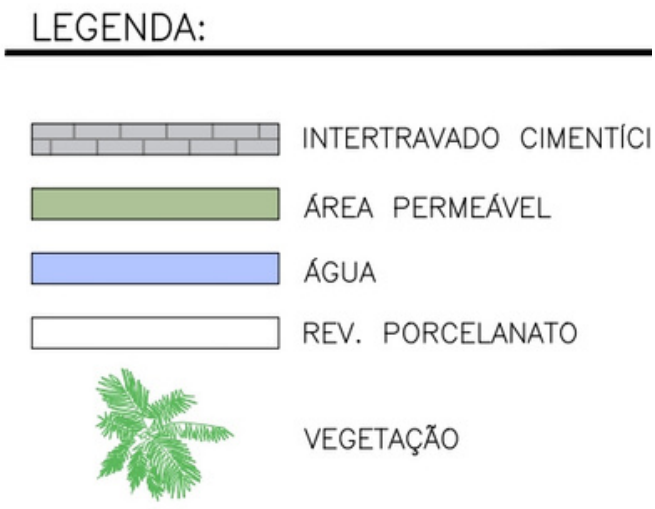 LEGENDA:
INTERTRAVADO CIMENTÍCI
ÁREA PERMEÁVEL
ÁGUA
REV. PORCELANATO
VEGETAÇÃO